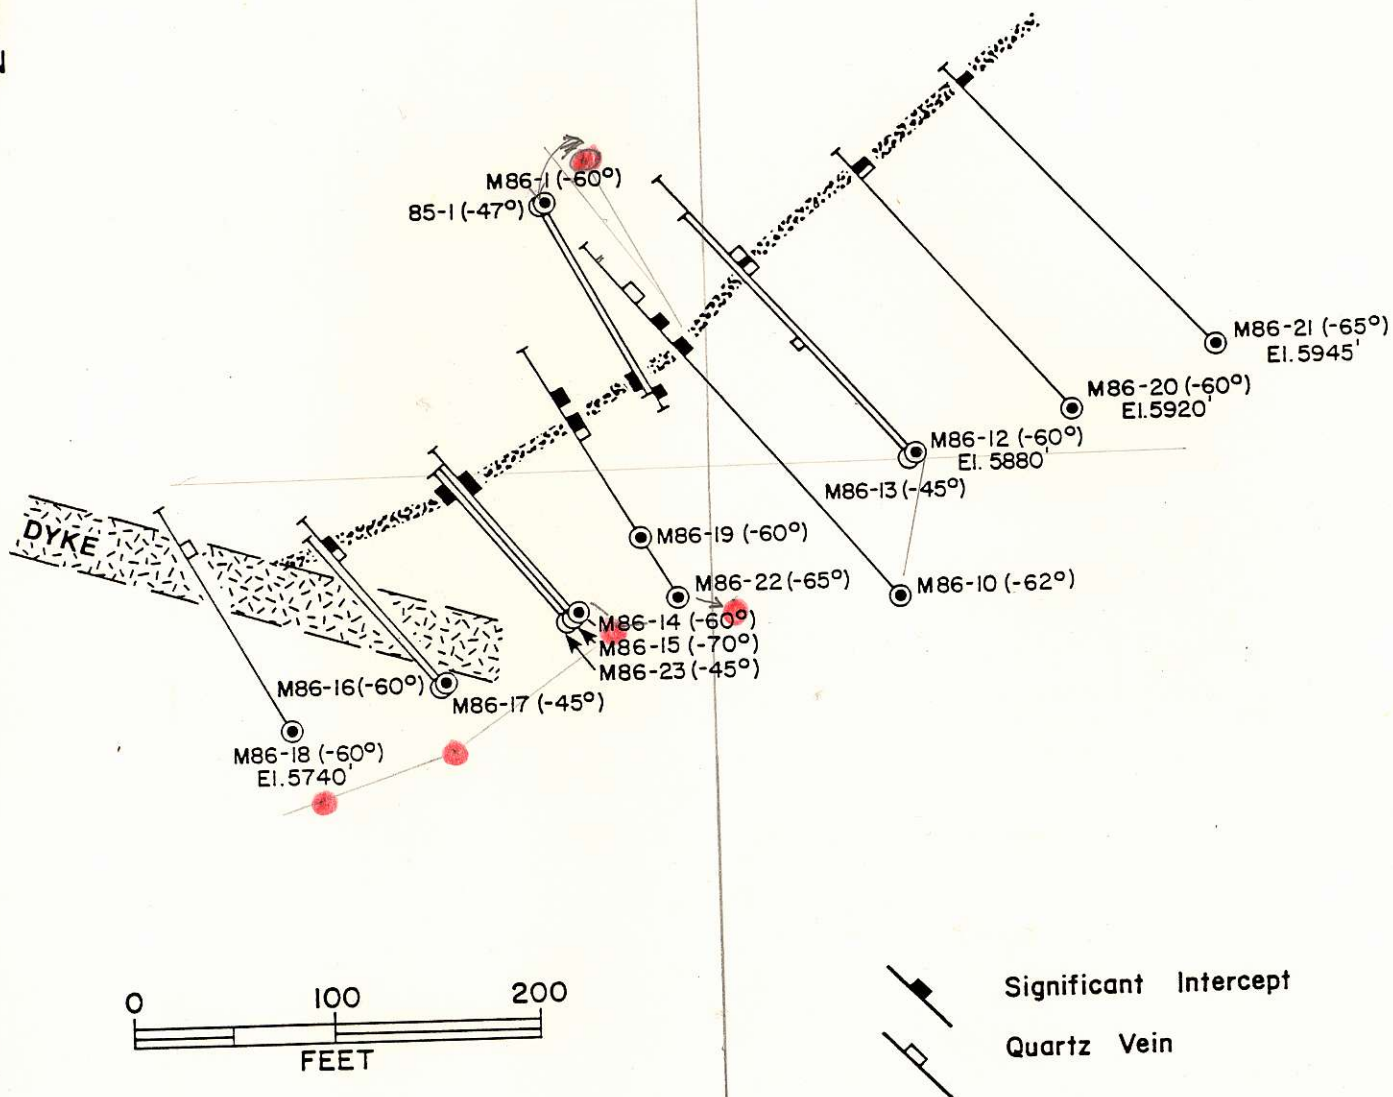 N
M86-1 (-60°)
85-1 (-47°)
M86-21 (-65°)
El. 5945'
M86-20 (-60°)
El. 5920'
M86-12 (-60°)
El. 5880'
M86-13 (-45°)
DYKE
M86-19 (-60°)
M86-22 (-65°)
M86-10 (-62°)
M86-14 (-60°)
M86-15 (-70°)
M86-23 (-45°)
M86-16 (-60°)
M86-17 (-45°)
M86-18 (-60°)
El. 5740'
0 100 200
FEET
Significant Intercept
Quartz Vein